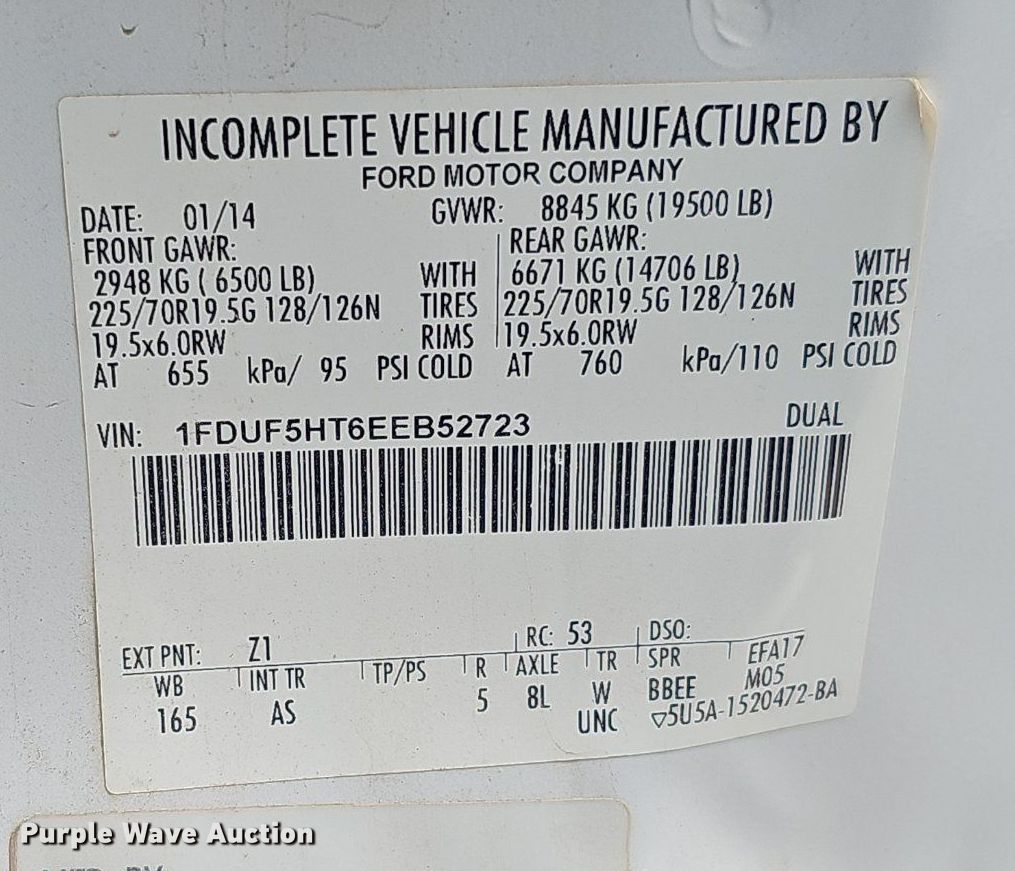 INCOMPLETE VEHICLE MANUFACTURED BY
FORD MOTOR COMPANY
DATE: 01/14 GVWR: 8845 KG (19500 LB)
FRONT GAWR: REAR GAWR:
2948 KG ( 6500 LB) WITH 6671 KG (14706 LB) WITH
225/70R19.5G 128/126N TIRES 225/70R19.5G 128/126N TIRES
19.5x6.0RW RIMS 19.5x6.0RW RIMS
AT 655 kPa/ 95 PSI COLD AT 760 kPa/110 PSI COLD
VIN: 1FDUF5HT6EEB52723 DUAL
EXT PNT: Z1 RC: 53 DSO:
WB INT TR TP/PS R AXLE TR SPR EFA17
165 AS 5 8L W BBEE M05
UNC ▽5U5A-1520472-BA
Purple Wave Auction